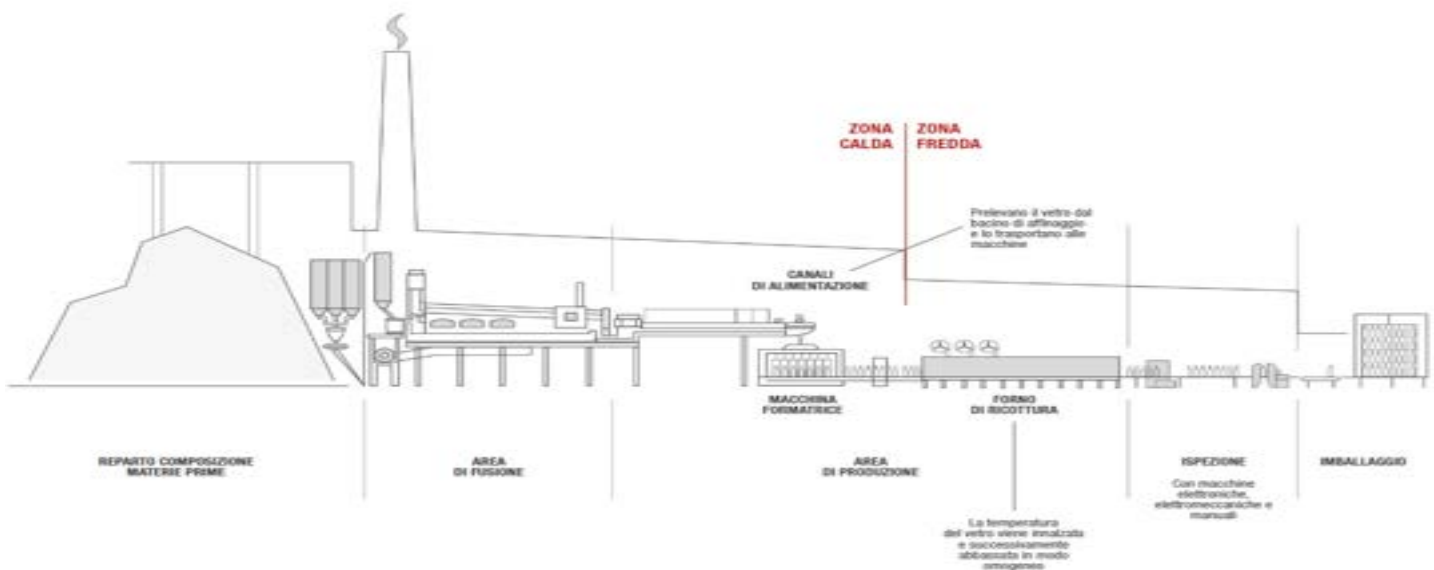 ZONA
CALDA
ZONA
FREDDA
Prelevano il vetro dal
bacino di affinaggio
e lo trasportano alle
macchine
CANALI
DI ALIMENTAZIONE
MACCHINA
FORMATRICE
FORNO
DI RICOTTURA
REPARTO COMPOSIZIONE
MATERIE PRIME
AREA
DI FUSIONE
AREA
DI PRODUZIONE
ISPEZIONE
Con macchine
elettroniche,
elettromeccaniche e
manuali
IMBALLAGGIO
La temperatura
del vetro viene innalzata
e successivamente
abbassata in modo
omogeneo